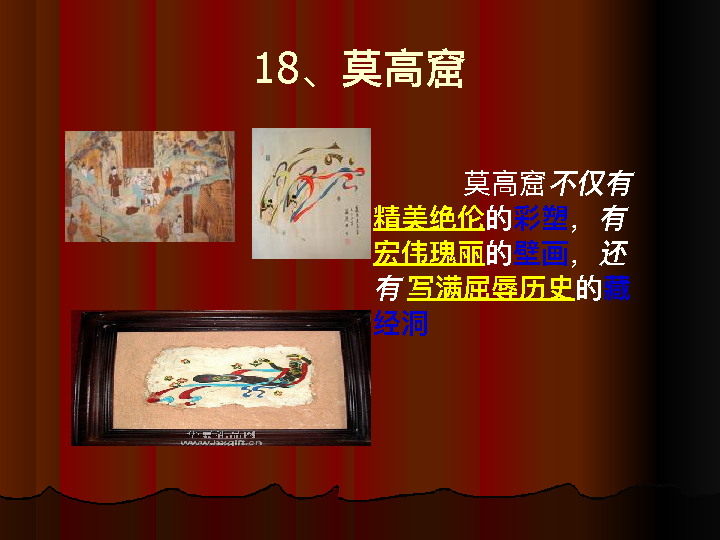 18、莫高窟
莫高窟不仅有
精美绝伦的彩塑，有
宏伟瑰丽的壁画，还
有写满屈辱历史的藏
经洞